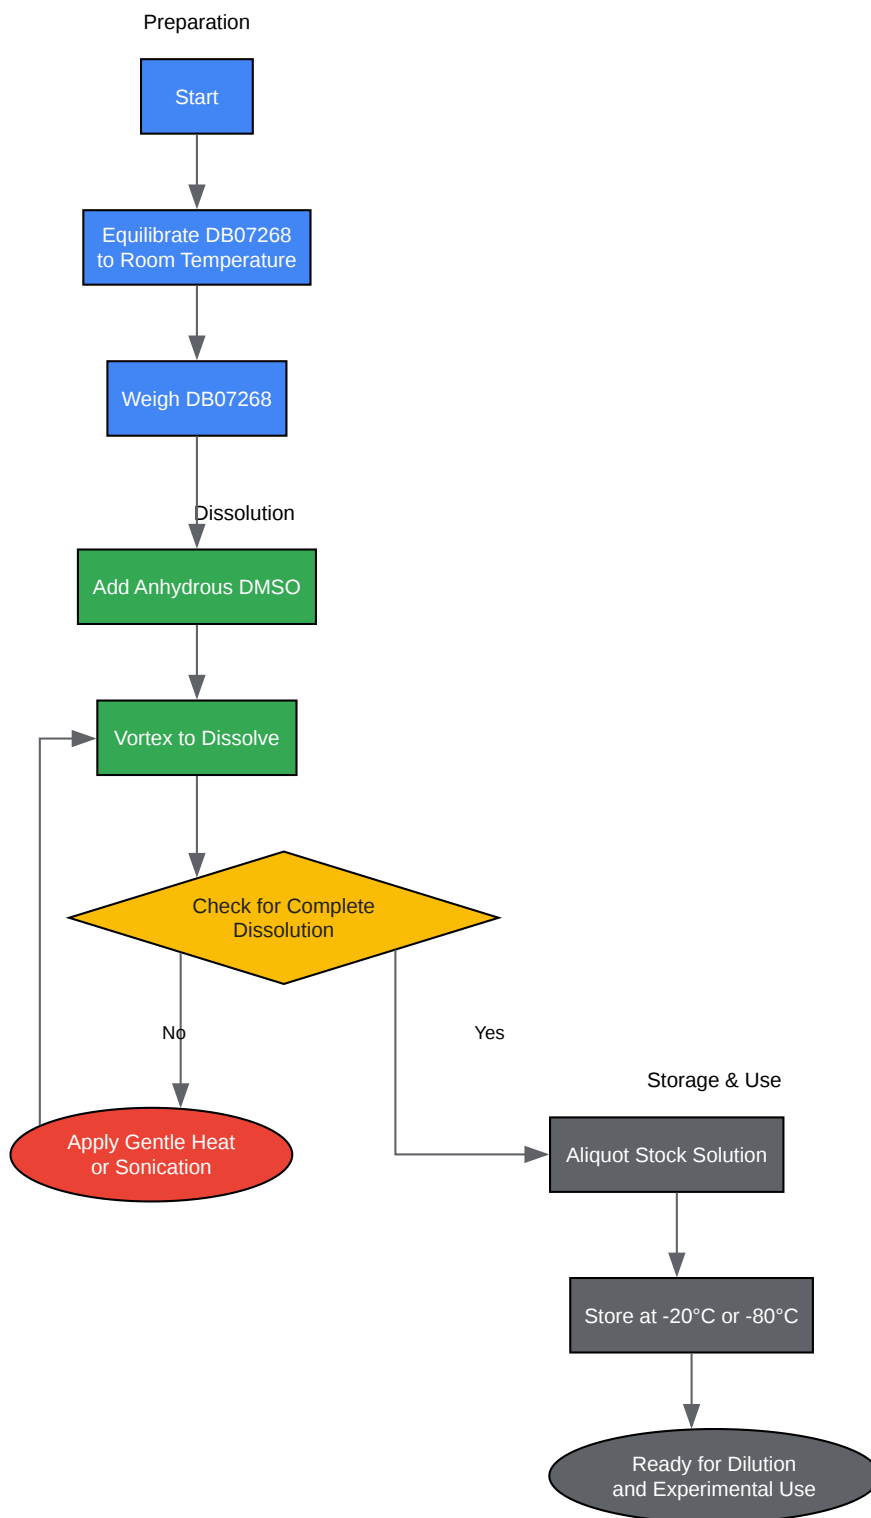 Preparation
Start
Equilibrate DB07268
to Room Temperature
Weigh DB07268
Dissolution
Add Anhydrous DMSO
Vortex to Dissolve
Check for Complete
Dissolution
No
Yes
Storage & Use
Apply Gentle Heat
or Sonication
Aliquot Stock Solution
Store at -20°C or -80°C
Ready for Dilution
and Experimental Use